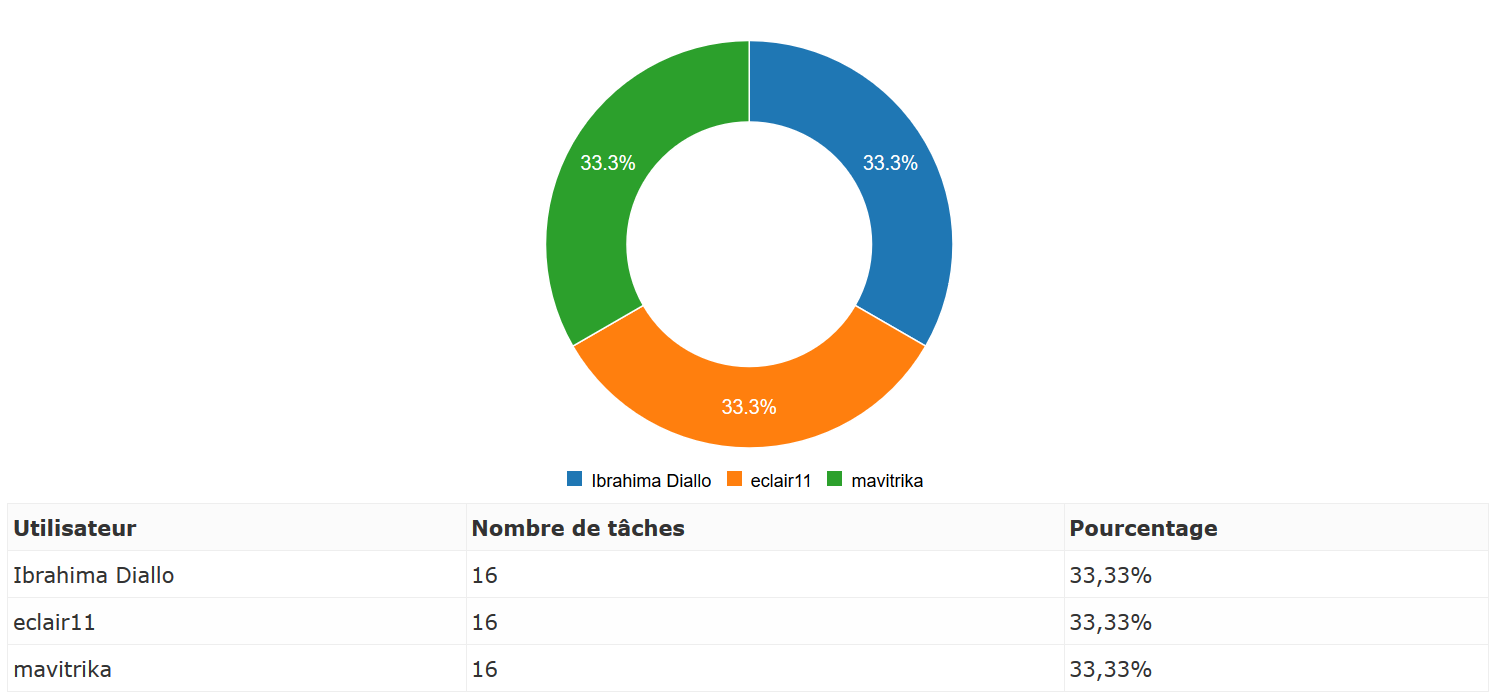 33.3%
33.3%
33.3%
Ibrahima Diallo eclair11 mavitrika
Utilisateur Nombre de tâches Pourcentage
Ibrahima Diallo 16 33,33%
eclair11 16 33,33%
mavitrika 16 33,33%